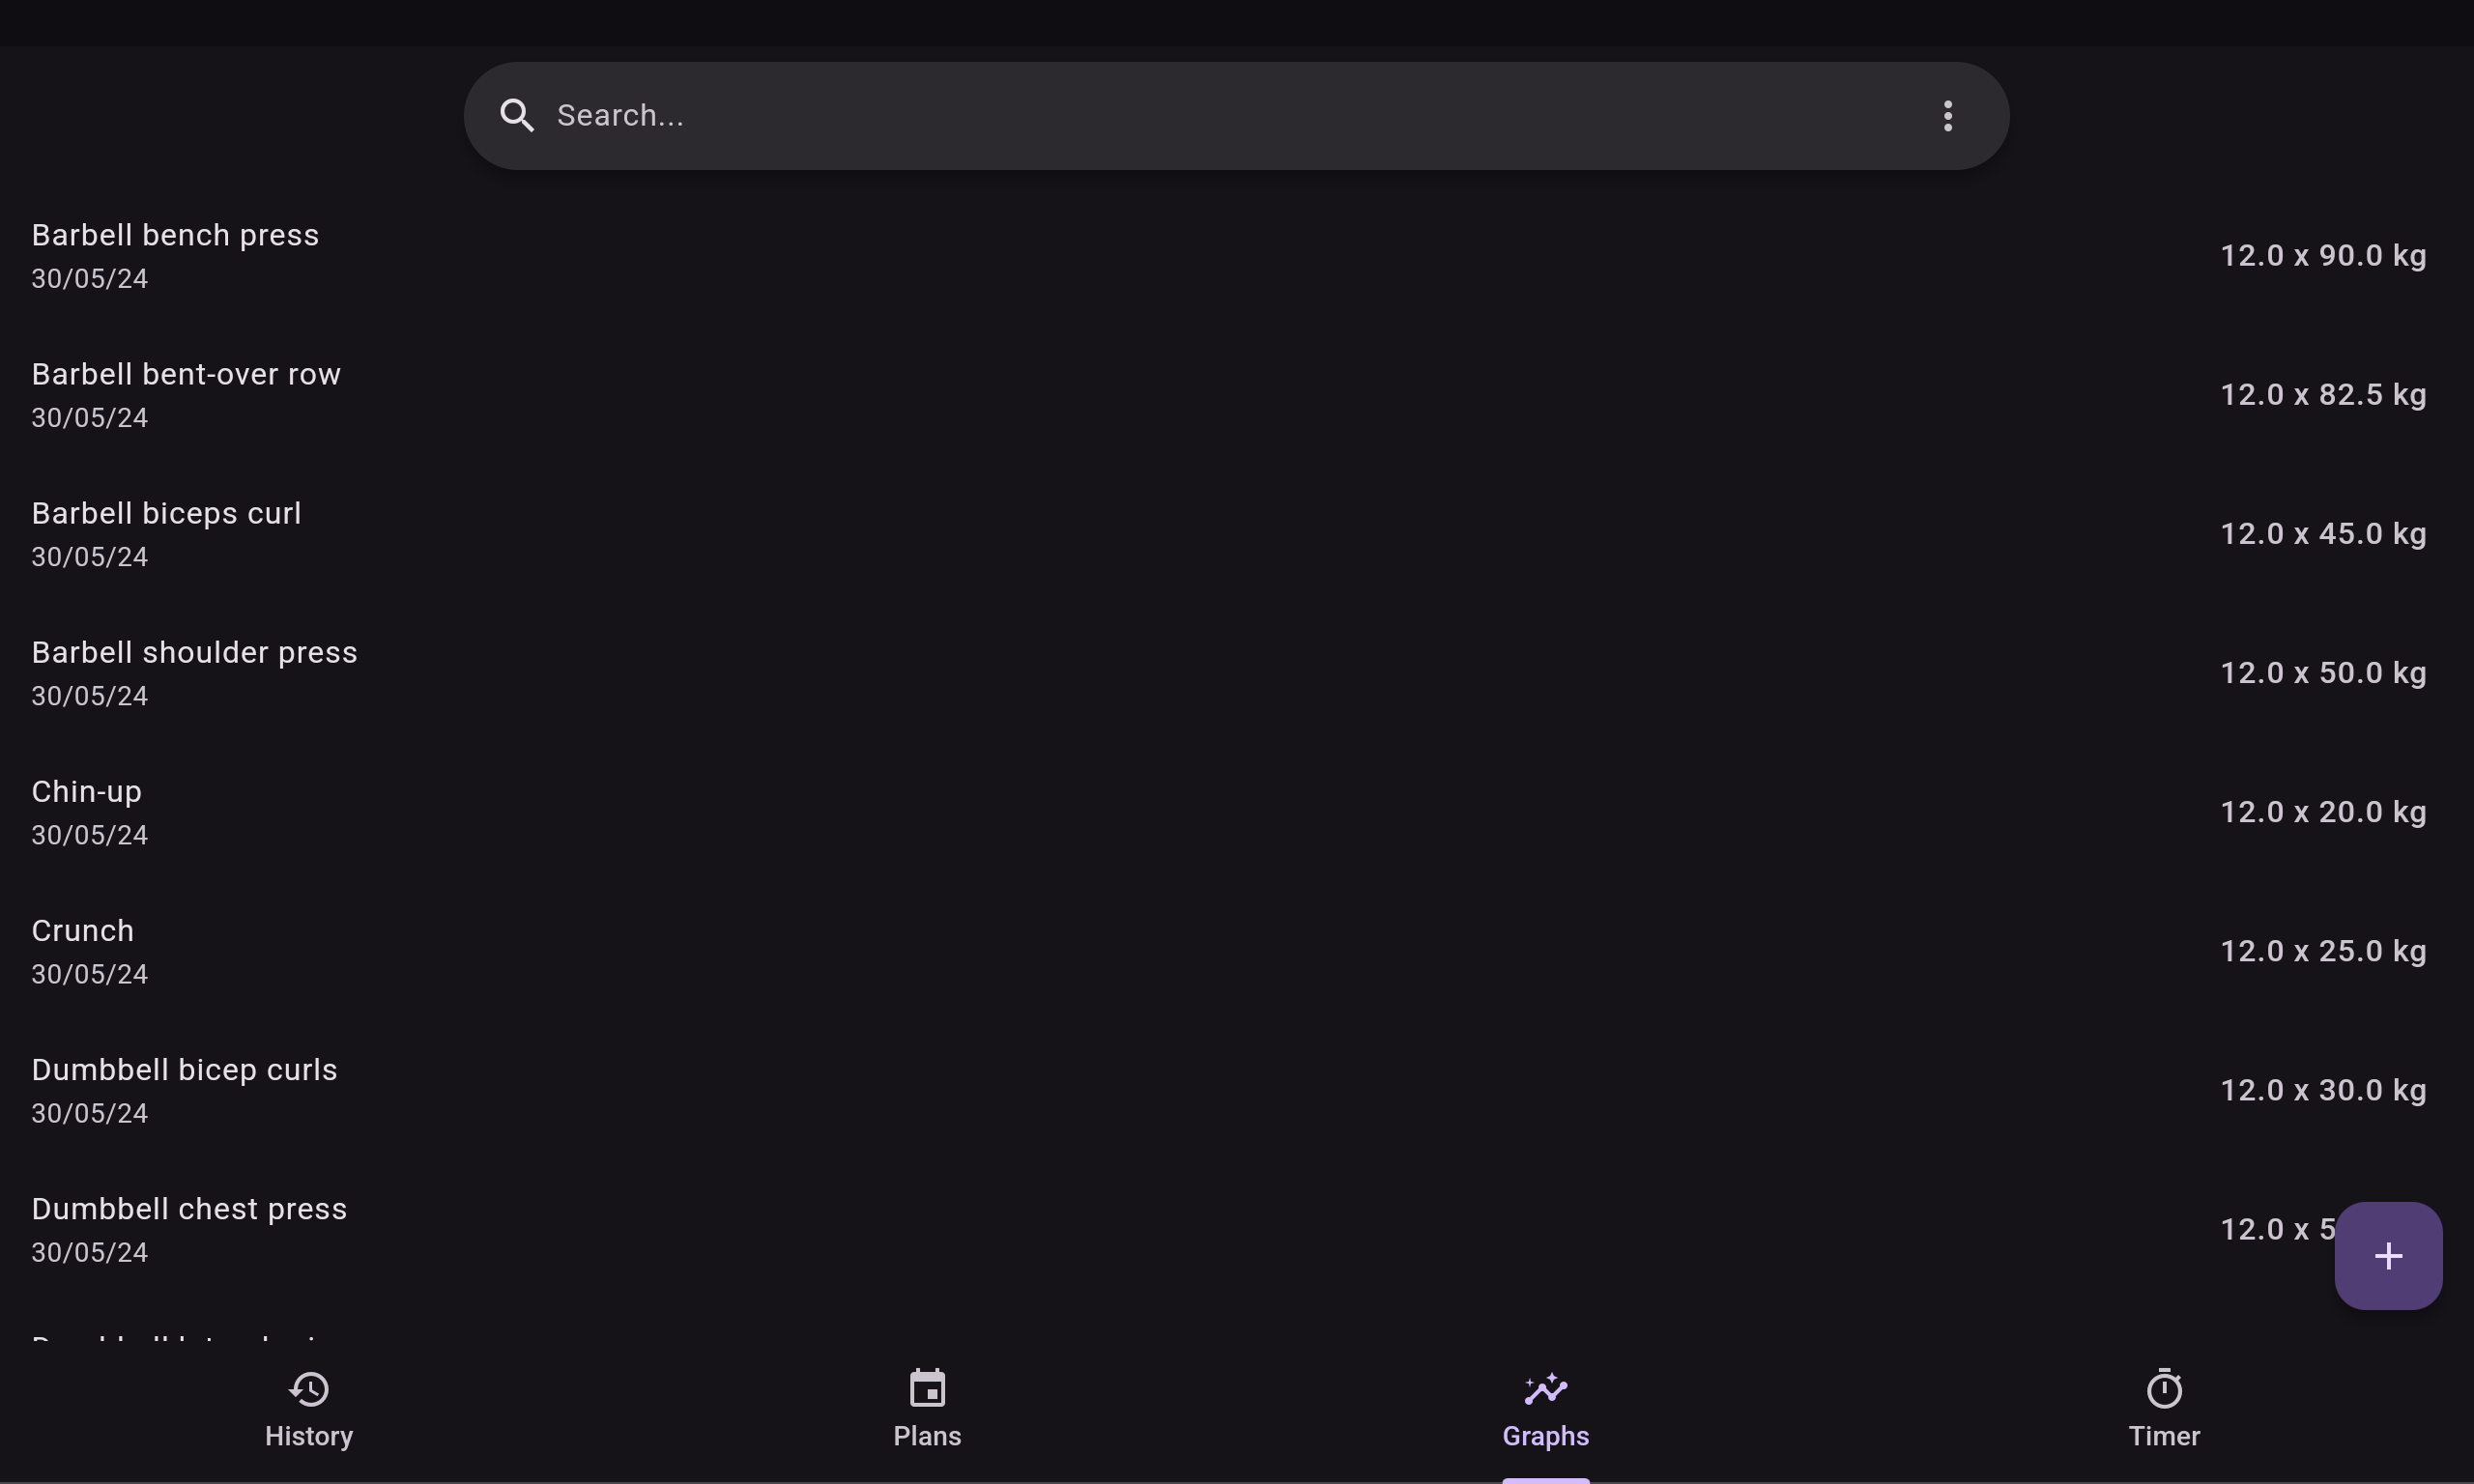 Search...
Barbell bench press
30/05/24
12.0 x 90.0 kg
Barbell bent-over row
30/05/24
12.0 x 82.5 kg
Barbell biceps curl
30/05/24
12.0 x 45.0 kg
Barbell shoulder press
30/05/24
12.0 x 50.0 kg
Chin-up
30/05/24
12.0 x 20.0 kg
Crunch
30/05/24
12.0 x 25.0 kg
Dumbbell bicep curls
30/05/24
12.0 x 30.0 kg
Dumbbell chest press
30/05/24
12.0 x 5
History
Plans
Graphs
Timer